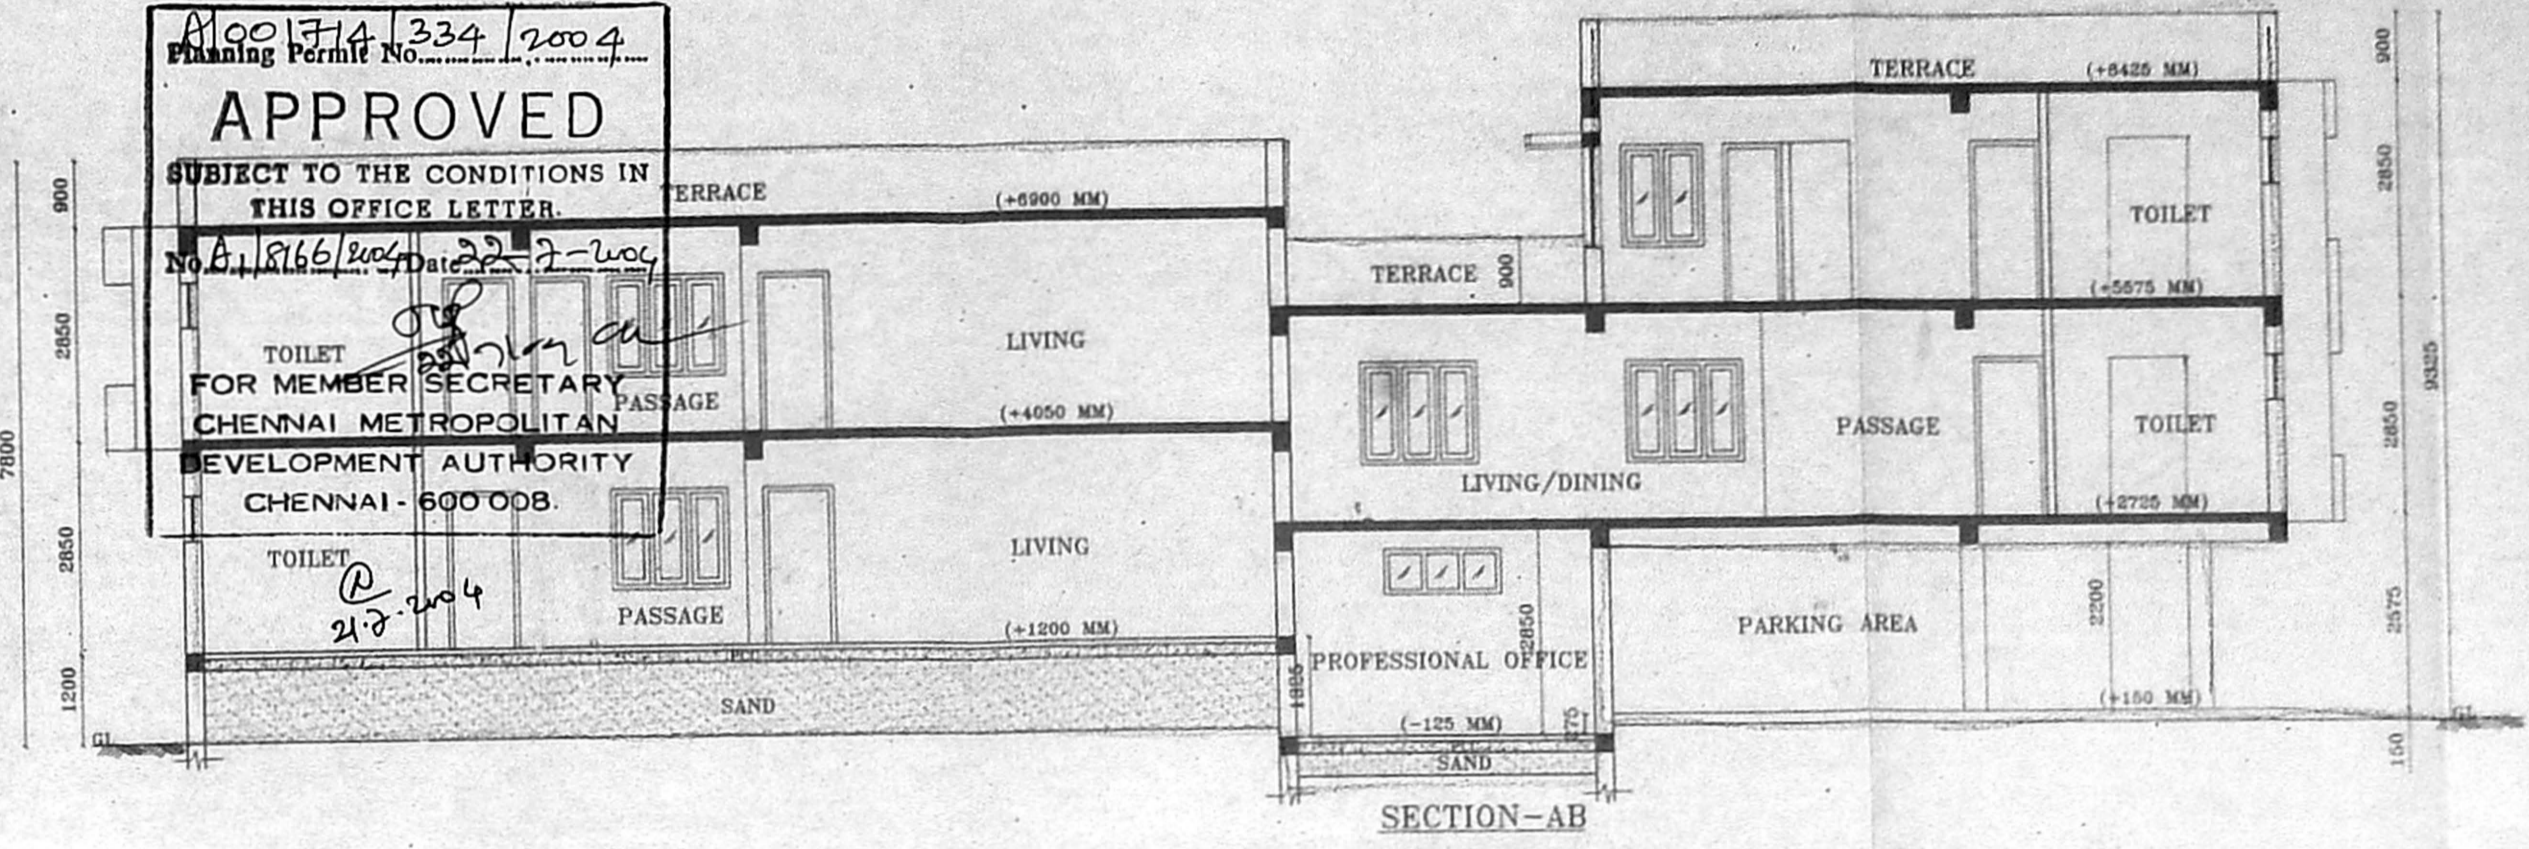 A/00174/334/2004
Planning Permit No.
APPROVED
SUBJECT TO THE CONDITIONS IN
THIS OFFICE LETTER.
No. A1/8166/2004 Date 22-7-2004
FOR MEMBER SECRETARY
CHENNAI METROPOLITAN
DEVELOPMENT AUTHORITY
CHENNAI - 600 008.
21.7.2004
7800
900
2850
2850
1200
GL
TERRACE
(+6900 MM)
TOILET
PASSAGE
LIVING
(+4050 MM)
TOILET
PASSAGE
LIVING
(+1200 MM)
PCC
SAND
TERRACE
900
TERRACE
(+8425 MM)
TOILET
(+5575 MM)
LIVING/DINING
PASSAGE
TOILET
(+2725 MM)
PROFESSIONAL OFFICE
2850
(-125 MM)
275
PCC
SAND
PARKING AREA
2200
(+150 MM)
GL
900
2850
2850
2575
150
9325
SECTION-AB